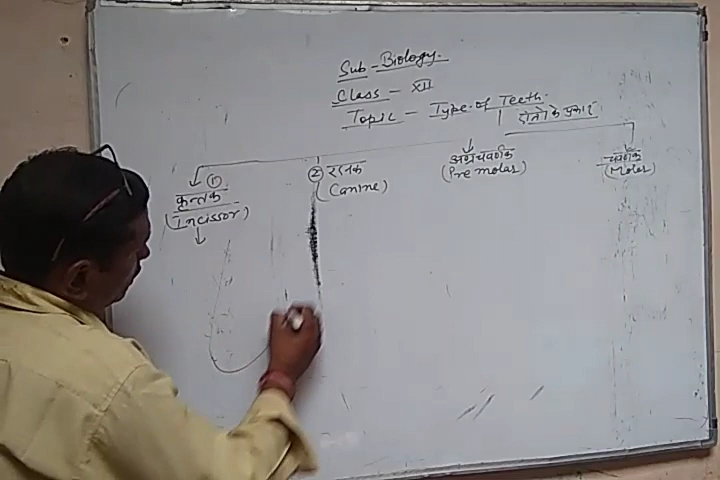 Sub - Biology.
Class - XII
Topic - Type of Teeth.
दाँतो के प्रकार
①
कृन्तक
(Incissor)
② रदनक
(Canine)
अग्रचवर्णक
(Pre molar)
चवर्णक
(Moler)